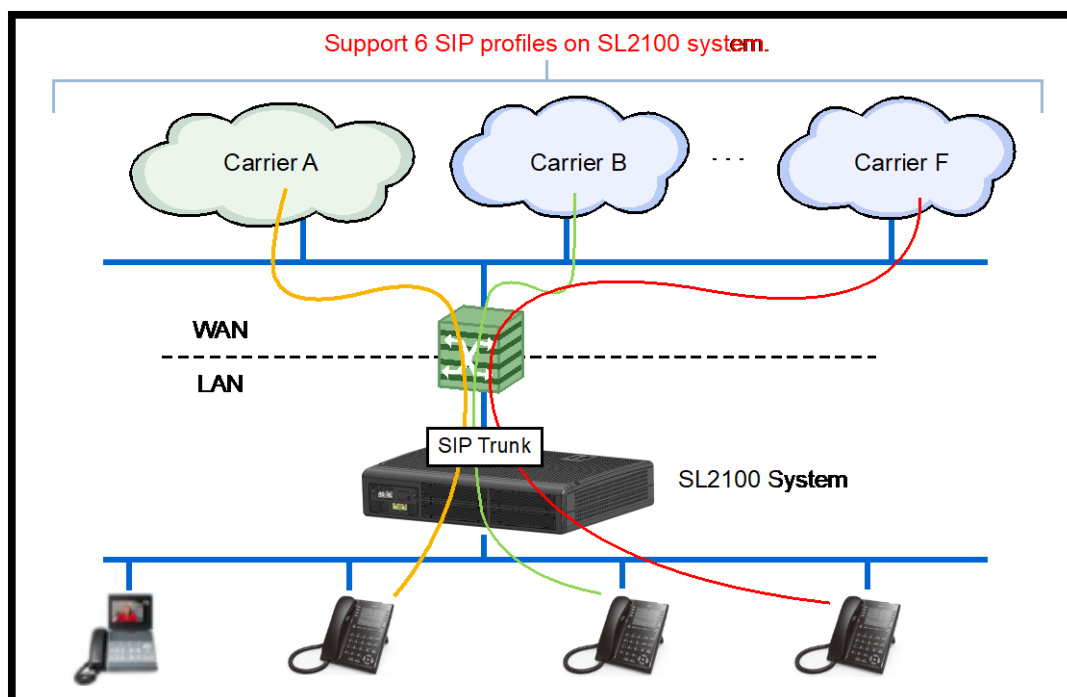 Support 6 SIP profiles on SL2100 system.
Carrier A
Carrier B
. . .
Carrier F
WAN
LAN
SIP Trunk
SL2100 System